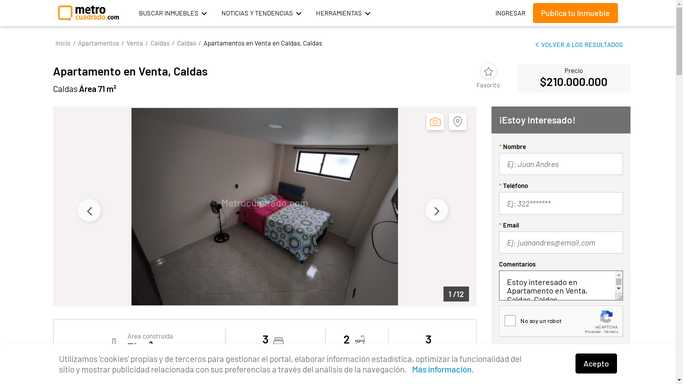 metro
cuadrado.com
BUSCAR INMUEBLES
NOTICIAS Y TENDENCIAS
HERRAMIENTAS
INGRESAR
Publica tu Inmueble
Inicio / Apartamentos / Venta / Caldas / Caldas / Apartamentos en Venta en Caldas, Caldas
VOLVER A LOS RESULTADOS
Apartamento en Venta, Caldas
Caldas Área 71 m²
Favorito
Precio
$210.000.000
Metrocuadrado.com
1 /12
¡Estoy Interesado!
* Nombre
Ej: Juan Andres
* Teléfono
Ej: 322*******
* Email
Ej: juanandres@email.com
Comentarios
Estoy interesado en
Apartamento en Venta,
Caldas, Caldas
No soy un robot
reCAPTCHA
Privacidad - Términos
Área construida
3
2
3
Utilizamos 'cookies' propias y de terceros para gestionar el portal, elaborar información estadística, optimizar la funcionalidad del
sitio y mostrar publicidad relacionada con sus preferencias a través del análisis de la navegación. Más información.
Acepto